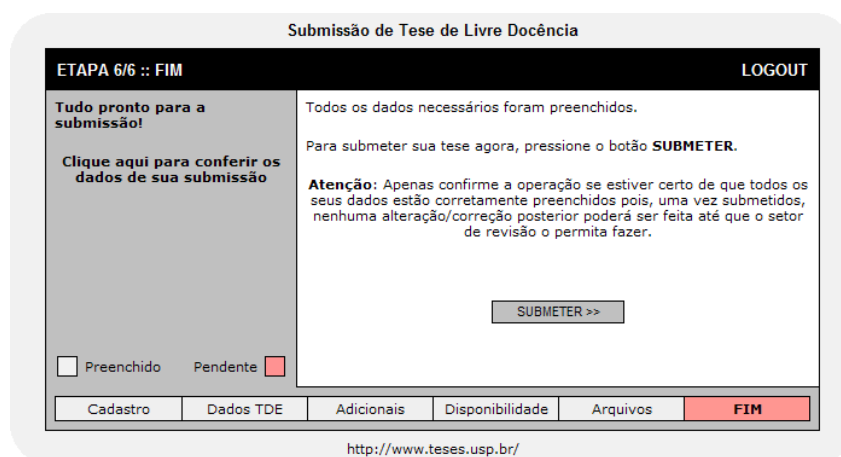 Submissão de Tese de Livre Docência
ETAPA 6/6 :: FIM
LOGOUT
Tudo pronto para a
submissão!
Clique aqui para conferir os
dados de sua submissão
Todos os dados necessários foram preenchidos.
Para submeter sua tese agora, pressione o botão SUBMETER.
Atenção: Apenas confirme a operação se estiver certo de que todos os
seus dados estão corretamente preenchidos pois, uma vez submetidos,
nenhuma alteração/correção posterior poderá ser feita até que o setor
de revisão o permita fazer.
SUBMETER >>
Preenchido
Pendente
Cadastro
Dados TDE
Adicionais
Disponibilidade
Arquivos
FIM
http://www.teses.usp.br/